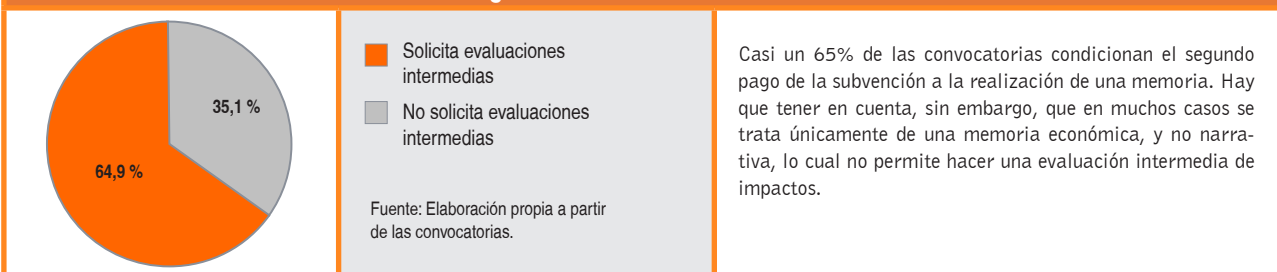 35,1 %
64,9 %
Solicita evaluaciones
intermedias
No solicita evaluaciones
intermedias
Fuente: Elaboración propia a partir
de las convocatorias.
Casi un 65% de las convocatorias condicionan el segundo
pago de la subvención a la realización de una memoria. Hay
que tener en cuenta, sin embargo, que en muchos casos se
trata únicamente de una memoria económica, y no narra-
tiva, lo cual no permite hacer una evaluación intermedia de
impactos.